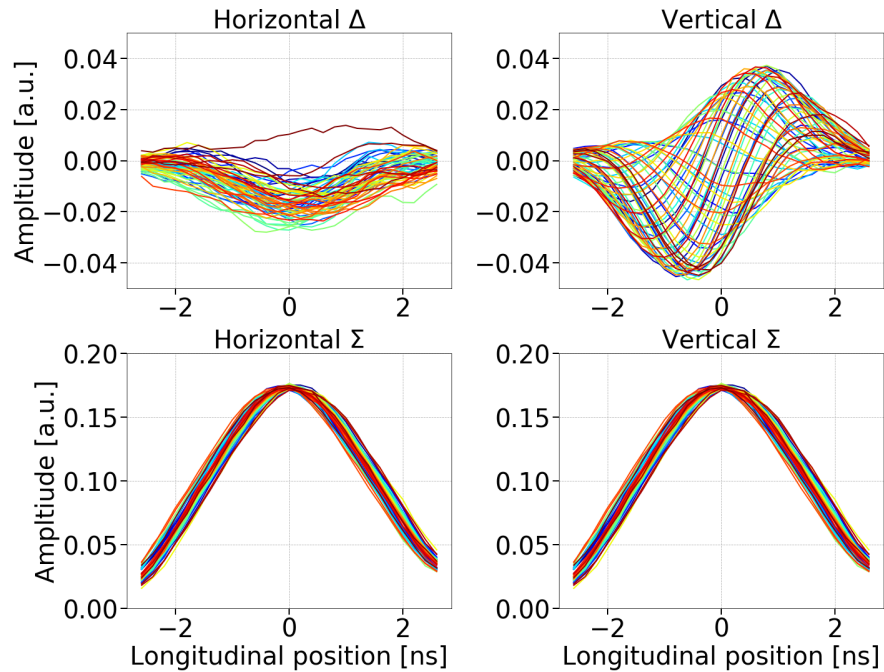 Horizontal Δ
Vertical Δ
Ampltiude [a.u.]
0.04
0.02
0.00
−0.02
−0.04
0.04
0.02
0.00
−0.02
−0.04
−2 0 2
−2 0 2
Horizontal Σ
Vertical Σ
Ampltiude [a.u.]
0.20
0.15
0.10
0.05
0.00
0.20
0.15
0.10
0.05
0.00
−2 0 2
−2 0 2
Longitudinal position [ns]
Longitudinal position [ns]